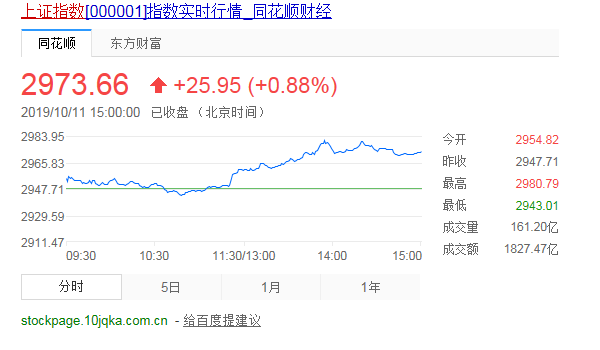 上证指数[000001]指数实时行情_同花顺财经
同花顺 东方财富
2973.66 +25.95 (+0.88%)
2019/10/11 15:00:00 已收盘 （北京时间）
2983.95
2965.83
2947.71
2929.59
2911.47
09:30 10:30 11:30/13:00 14:00 15:00
今开 2954.82
昨收 2947.71
最高 2980.79
最低 2943.01
成交量 161.20亿
成交额 1827.47亿
分时 5日 1月 1年
stockpage.10jqka.com.cn - 给百度提建议